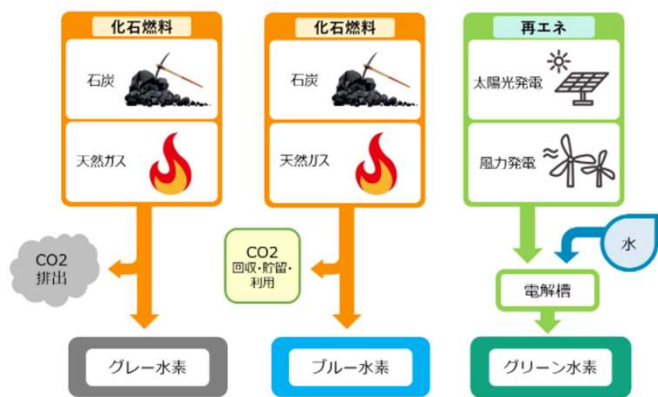 化石燃料
石炭
天然ガス
CO2
排出
グレー水素
化石燃料
石炭
天然ガス
CO2
回収・貯留・
利用
ブルー水素
再エネ
太陽光発電
風力発電
水
電解槽
グリーン水素